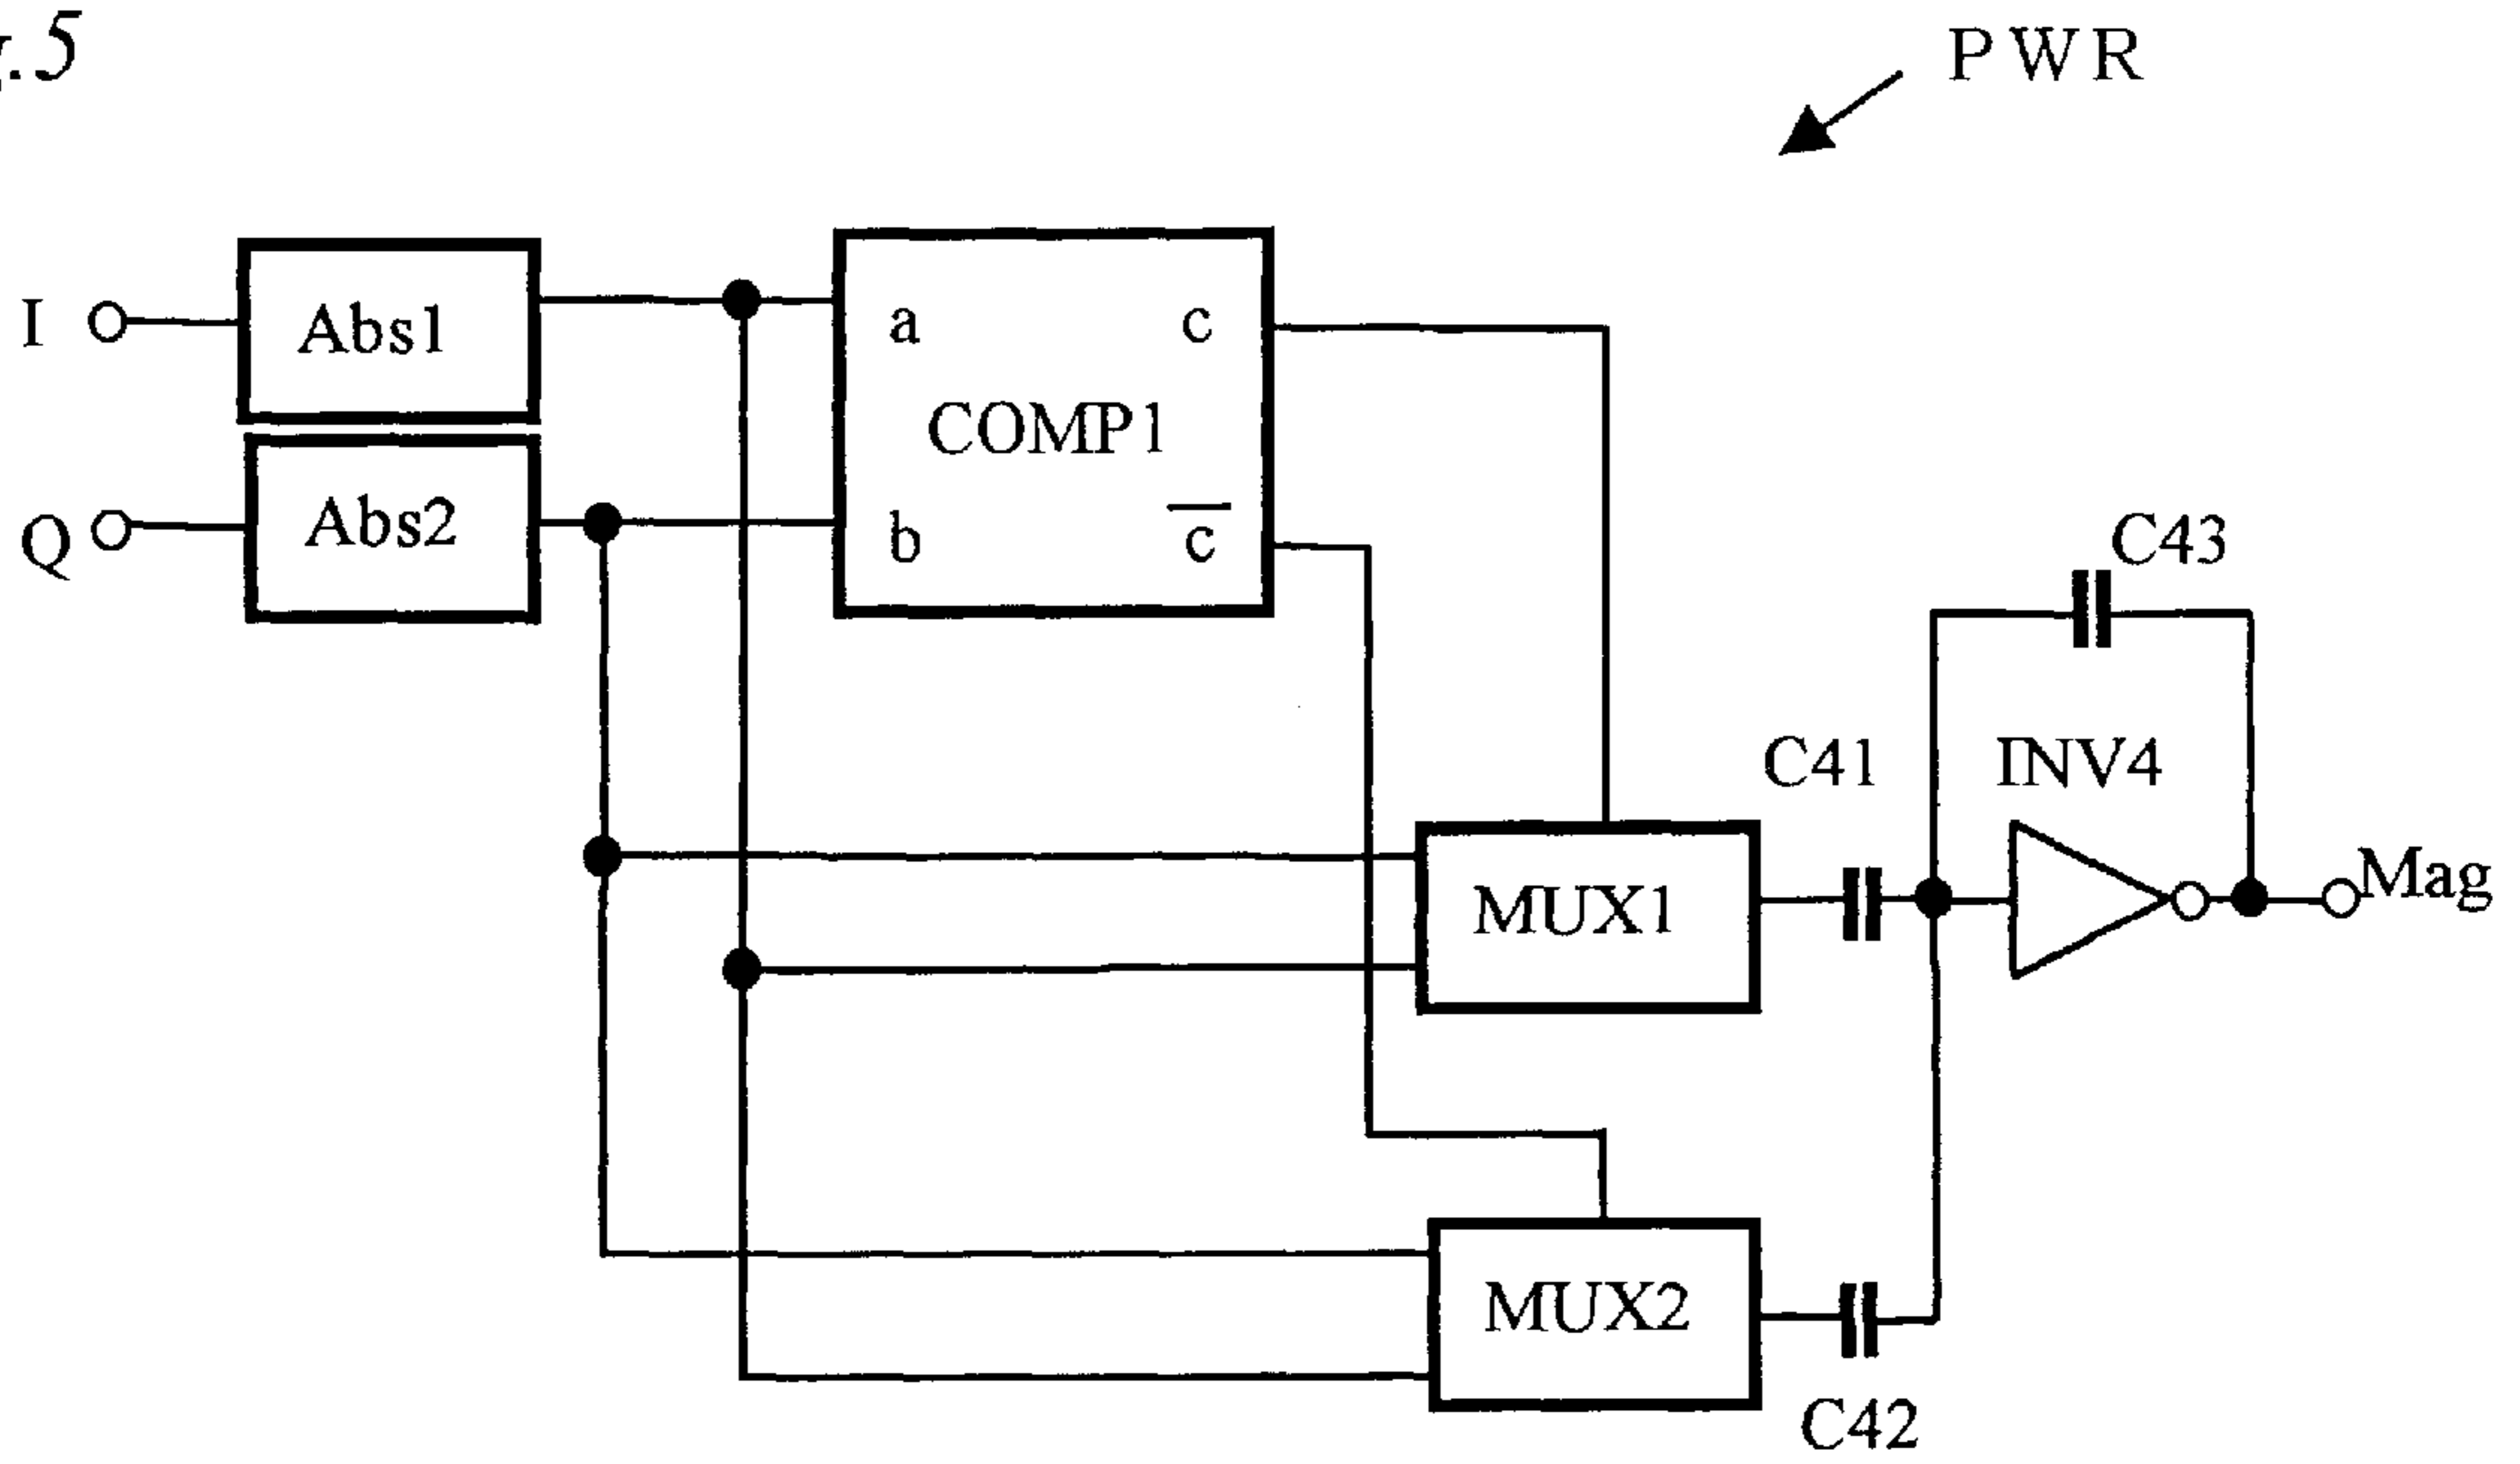 .5
PWR
I
Abs1
a
c
COMP1
Q
Abs2
b
c̅
C43
C41
INV4
MUX1
Mag
MUX2
C42